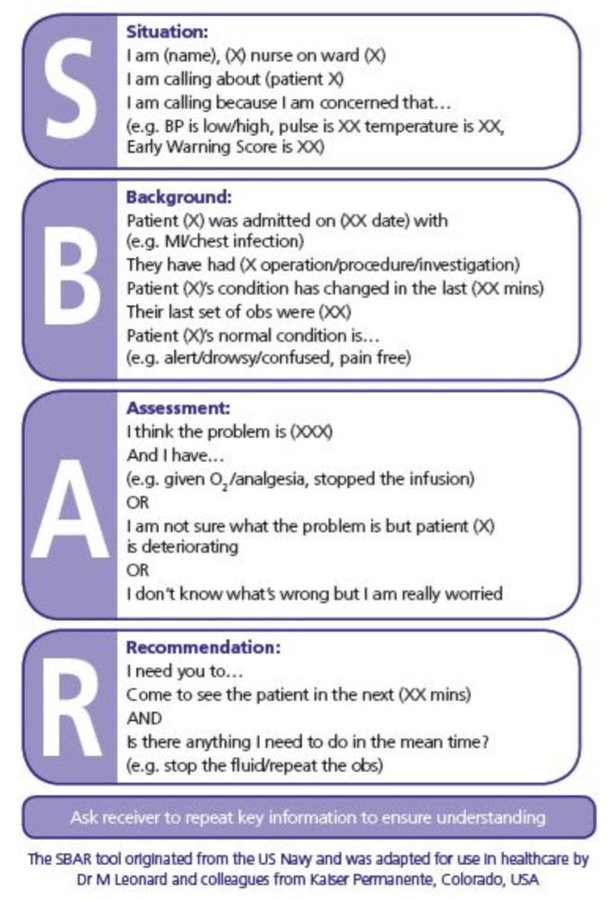 S
Situation:
I am (name), (X) nurse on ward (X)
I am calling about (patient X)
I am calling because I am concerned that...
(e.g. BP is low/high, pulse is XX temperature is XX,
Early Warning Score is XX)
B
Background:
Patient (X) was admitted on (XX date) with
(e.g. MI/chest infection)
They have had (X operation/procedure/investigation)
Patient (X)'s condition has changed in the last (XX mins)
Their last set of obs were (XX)
Patient (X)'s normal condition is...
(e.g. alert/drowsy/confused, pain free)
A
Assessment:
I think the problem is (XXX)
And I have...
(e.g. given O₂/analgesia, stopped the infusion)
OR
I am not sure what the problem is but patient (X)
is deteriorating
OR
I don't know what's wrong but I am really worried
R
Recommendation:
I need you to...
Come to see the patient in the next (XX mins)
AND
Is there anything I need to do in the mean time?
(e.g. stop the fluid/repeat the obs)
Ask receiver to repeat key information to ensure understanding
The SBAR tool originated from the US Navy and was adapted for use in healthcare by
Dr M Leonard and colleagues from Kaiser Permanente, Colorado, USA